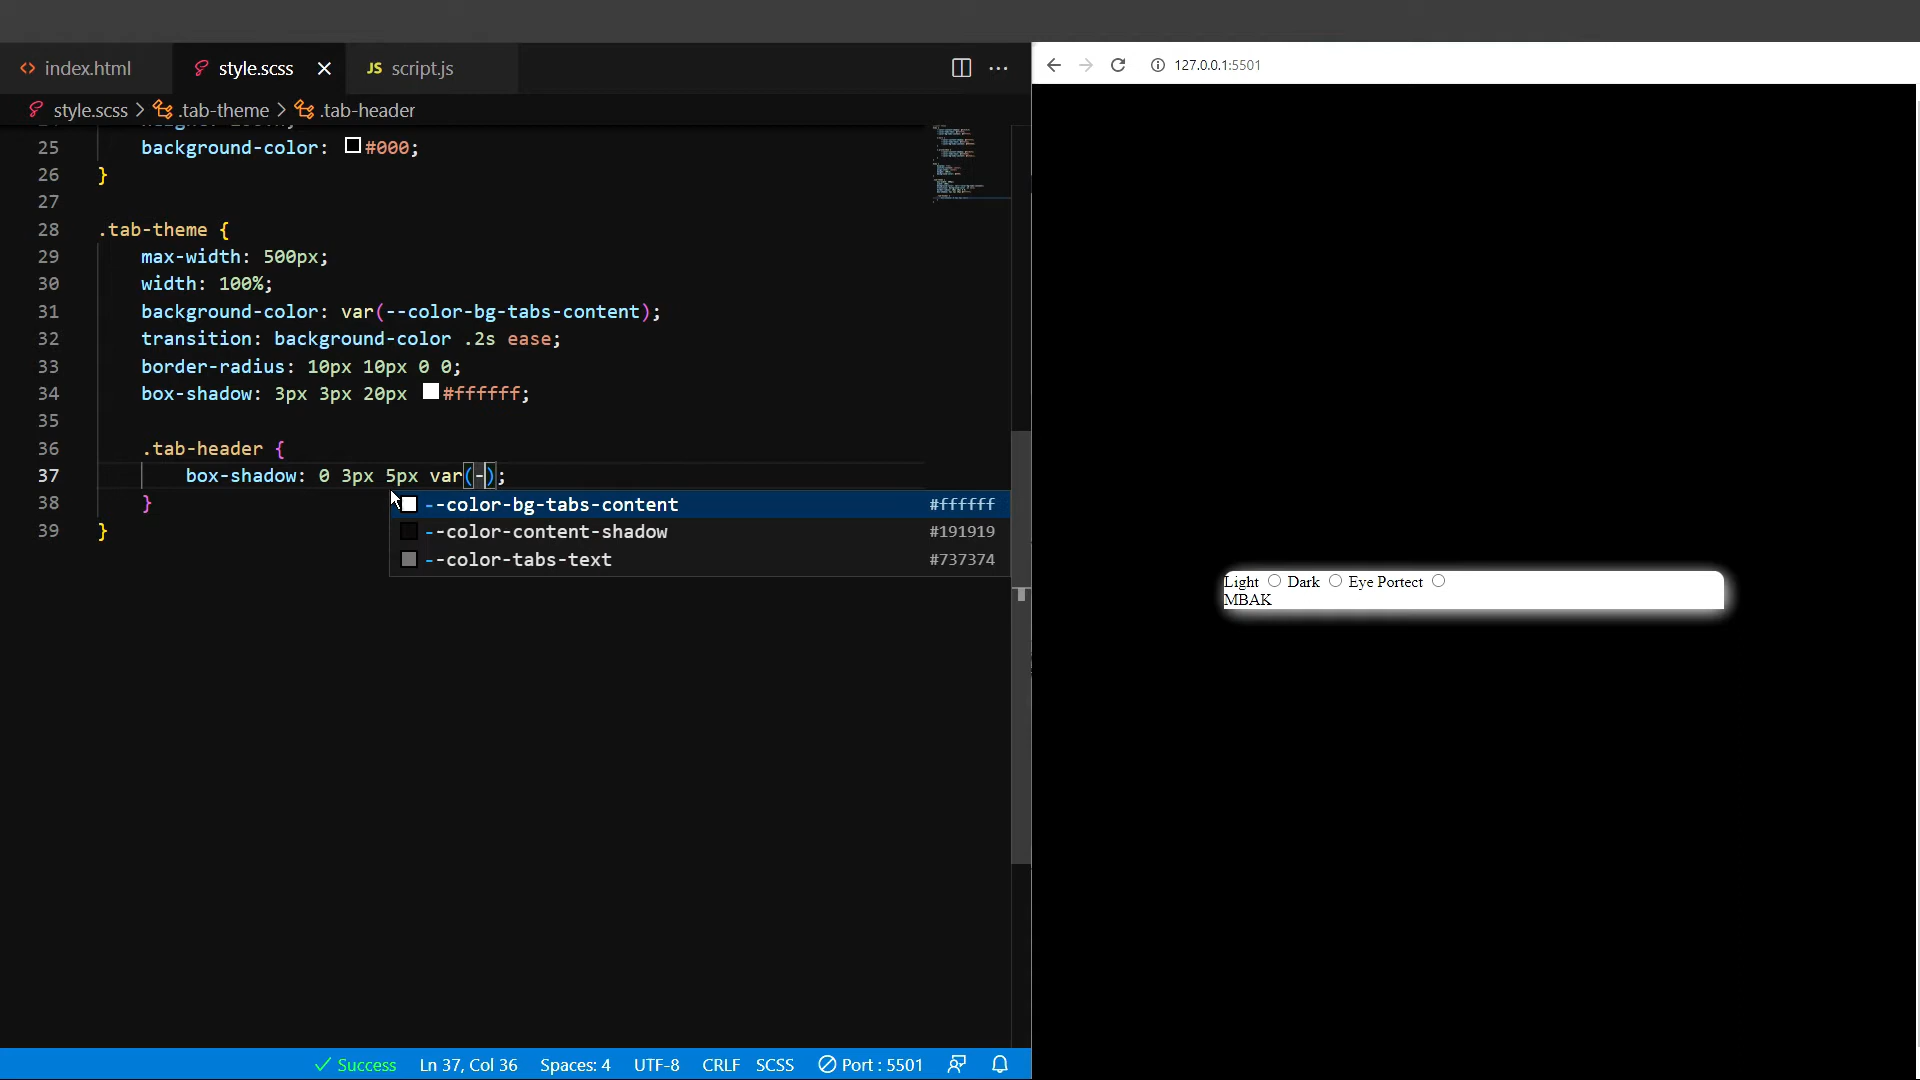 index.html
style.scss
JS script.js
127.0.0.1:5501
style.scss > .tab-theme > .tab-header
25 background-color: #000;
26 }
27
28 .tab-theme {
29 max-width: 500px;
30 width: 100%;
31 background-color: var(--color-bg-tabs-content);
32 transition: background-color .2s ease;
33 border-radius: 10px 10px 0 0;
34 box-shadow: 3px 3px 20px #ffffff;
35
36 .tab-header {
37 box-shadow: 0 3px 5px var(-);
38 }
39 }
--color-bg-tabs-content #ffffff
--color-content-shadow #191919
--color-tabs-text #737374
Light Dark Eye Portect
MBAK
Success Ln 37, Col 36 Spaces: 4 UTF-8 CRLF SCSS Port : 5501